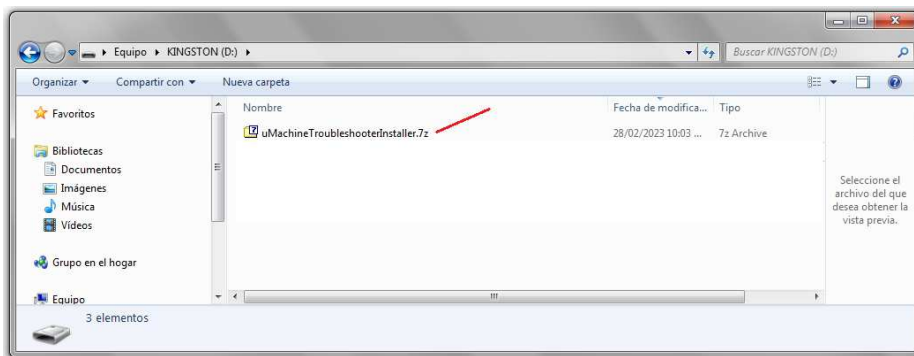 Equipo KINGSTON (D:)
Buscar KINGSTON (D:)
Organizar Compartir con Nueva carpeta
Favoritos
Bibliotecas
Documentos
Imágenes
Música
Vídeos
Grupo en el hogar
Equipo
Nombre Fecha de modifica... Tipo
uMachineTroubleshooterInstaller.7z 28/02/2023 10:03 ... 7z Archive
Seleccione el
archivo del que
desea obtener la
vista previa.
3 elementos